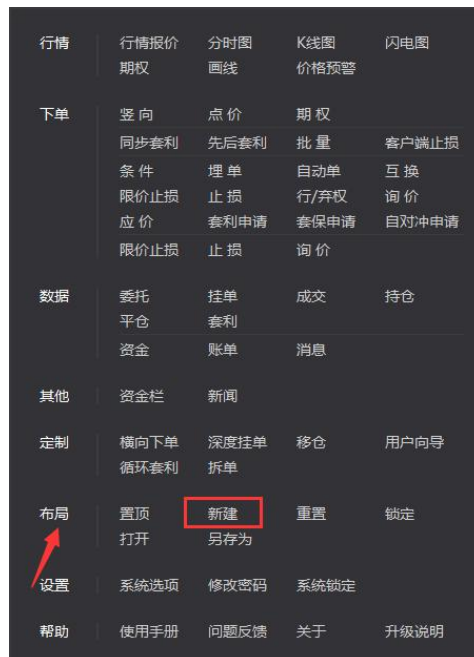 行情 行情报价 分时图 K线图 闪电图
期权 画线 价格预警
下单 竖 向 点 价 期 权
同步套利 先后套利 批 量 客户端止损
条 件 埋 单 自动单 互 换
限价止损 止 损 行/弃权 询 价
应 价 套利申请 套保申请 自对冲申请
限价止损 止 损 询 价
数据 委托 挂单 成交 持仓
平仓 套利
资金 账单 消息
其他 资金栏 新闻
定制 横向下单 深度挂单 移仓 用户向导
循环套利 拆单
布局 置顶 新建 重置 锁定
打开 另存为
设置 系统选项 修改密码 系统锁定
帮助 使用手册 问题反馈 关于 升级说明